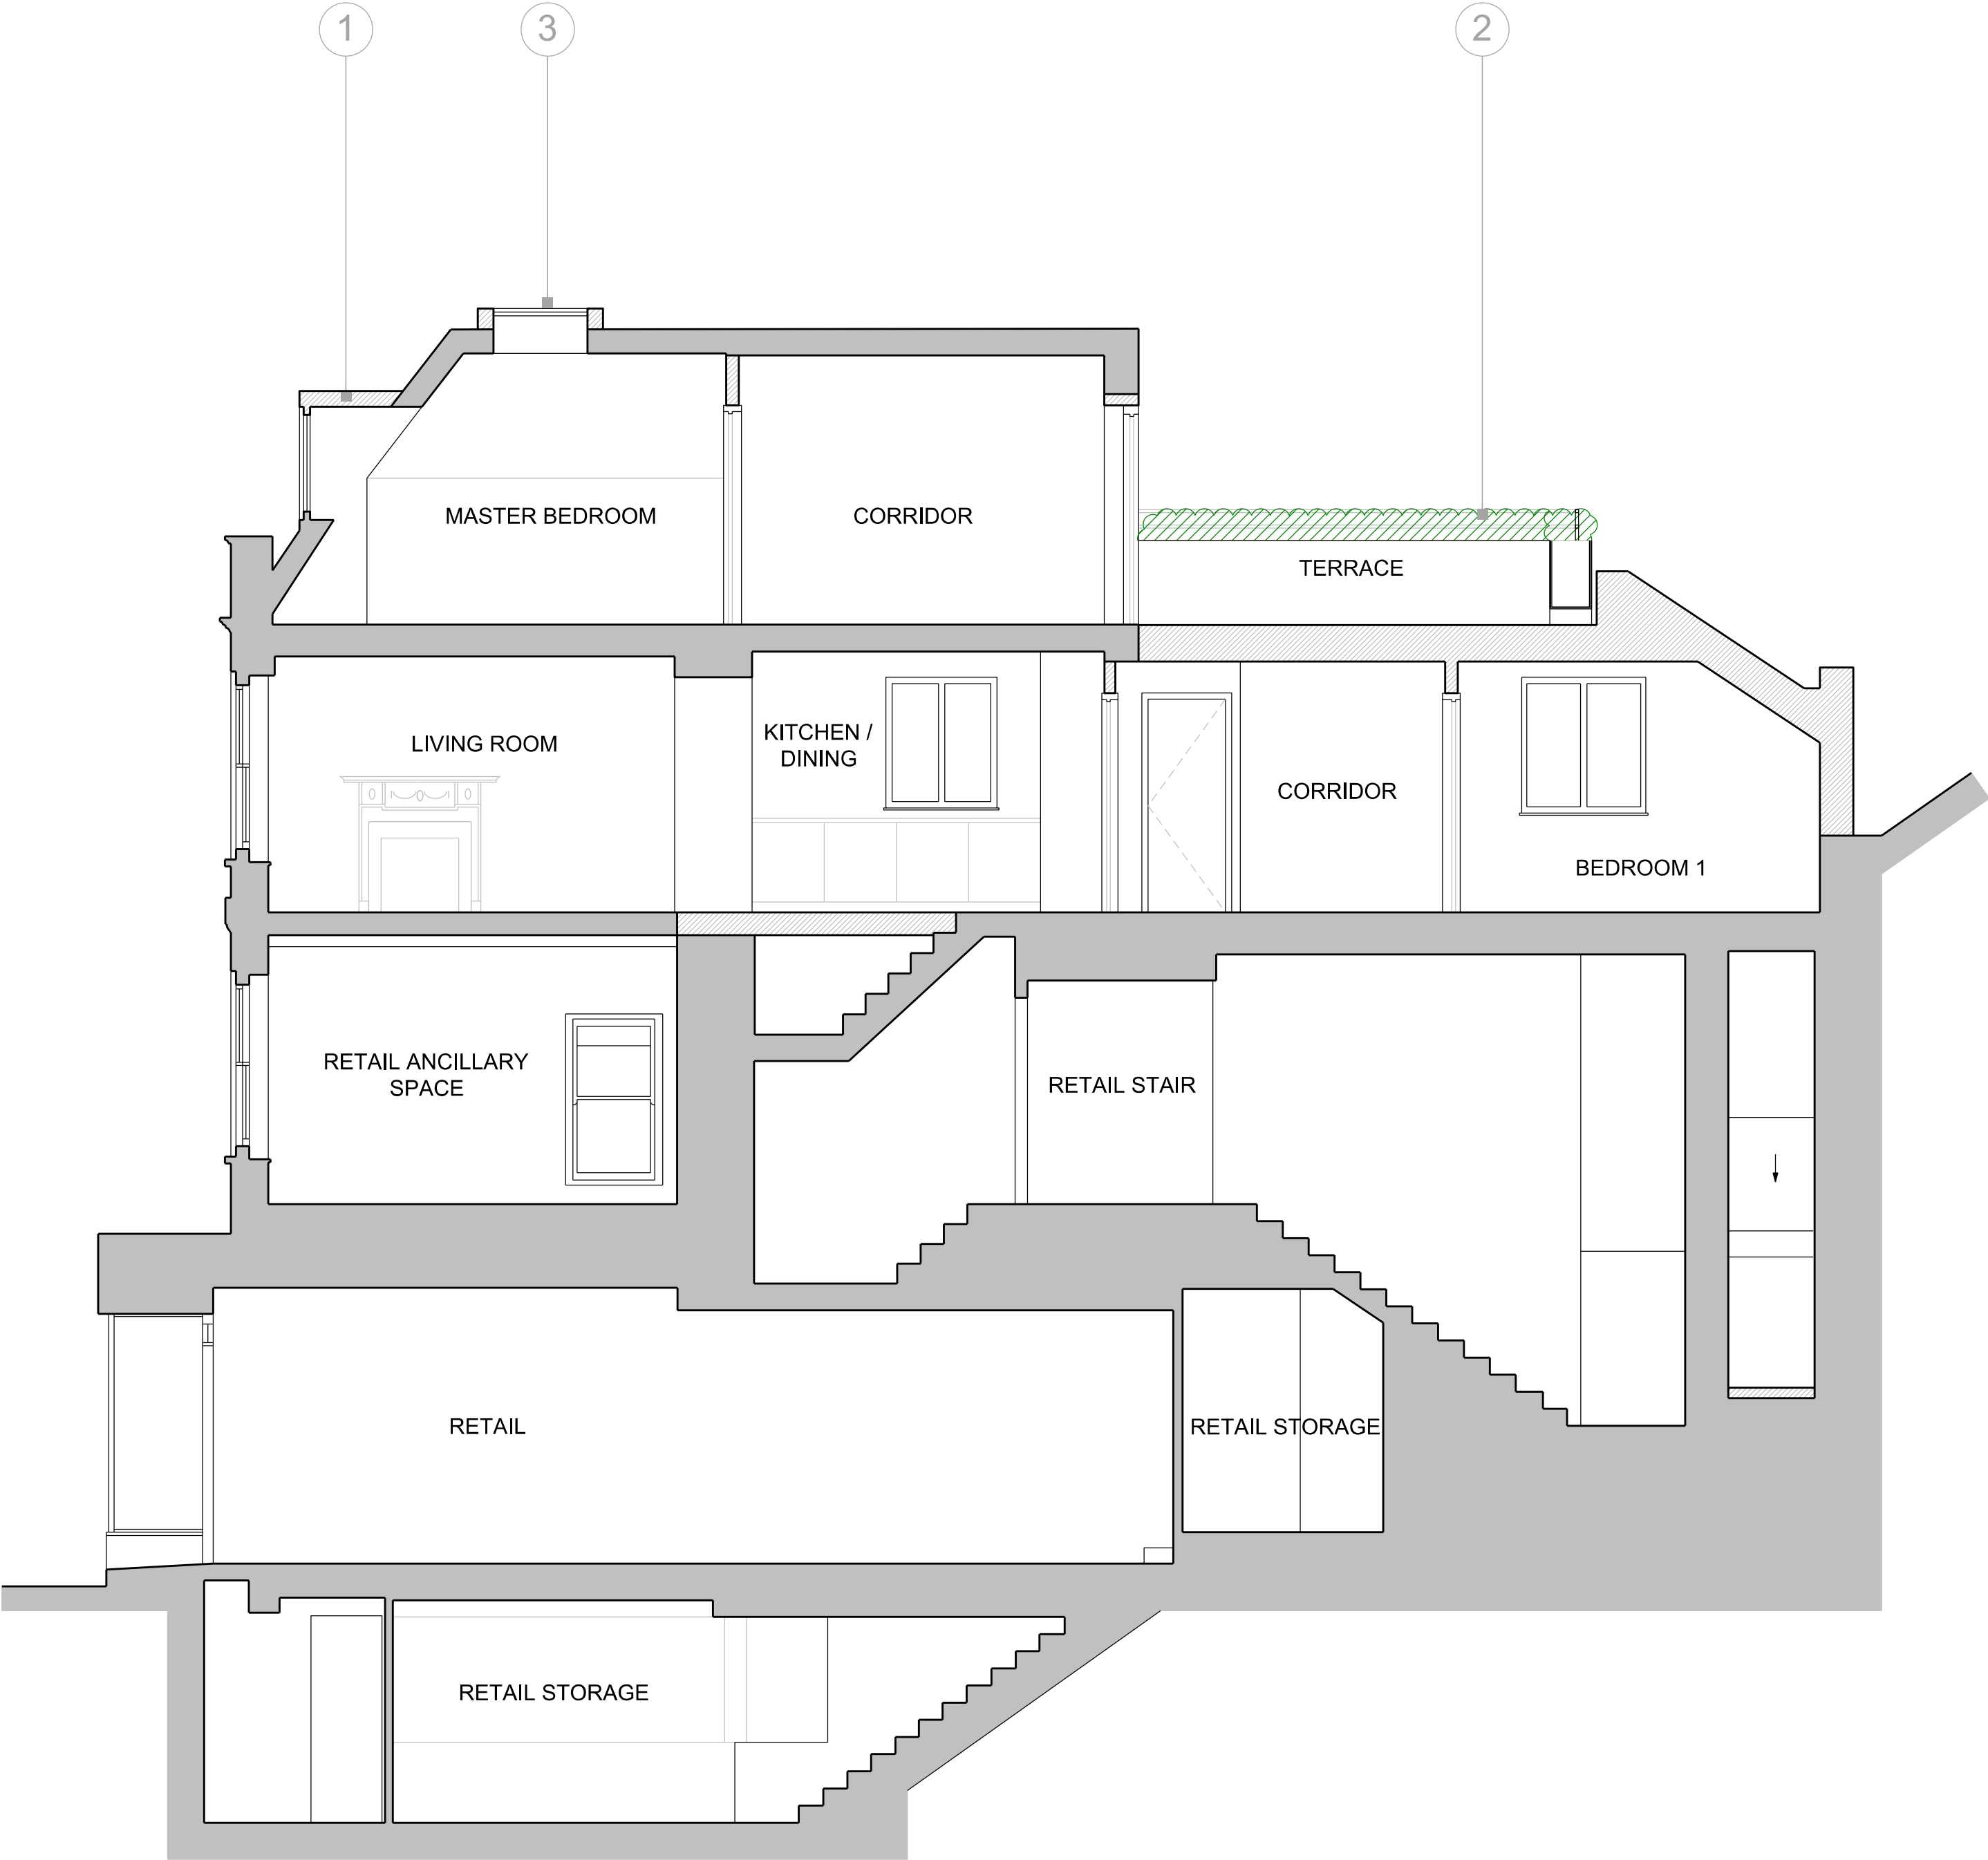 1
3
2
MASTER BEDROOM
CORRIDOR
TERRACE
LIVING ROOM
KITCHEN /
DINING
CORRIDOR
BEDROOM 1
RETAIL ANCILLARY
SPACE
RETAIL STAIR
RETAIL
RETAIL STORAGE
RETAIL STORAGE